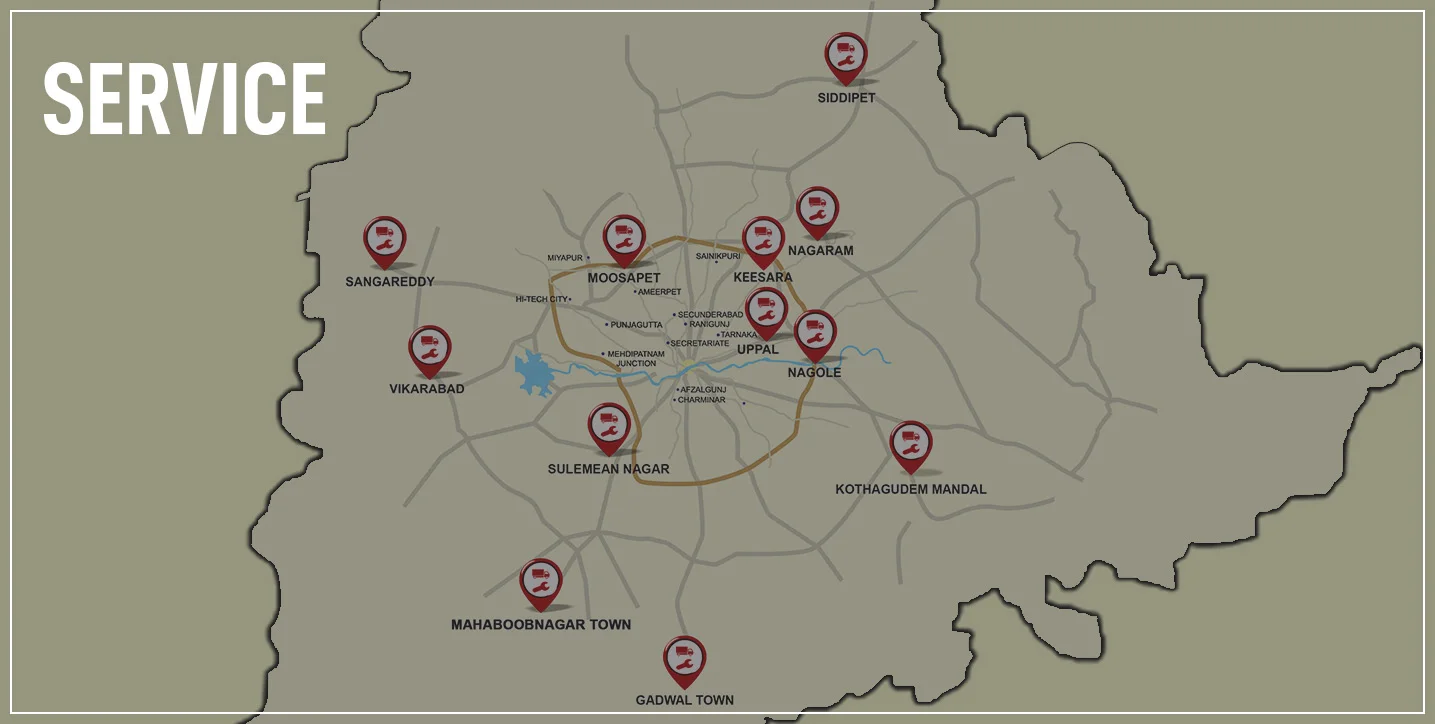 SERVICE
SIDDIPET
NAGARAM
SANGAREDDY
MIYAPUR
MOOSAPET
SAINIKPURI
KEESARA
HI-TECH CITY
AMEERPET
PUNJAGUTTA
SECUNDERABAD
RANIGUNJ
TARNAKA
SECRETARIATE
UPPAL
MEHDIPATNAM
JUNCTION
NAGOLE
VIKARABAD
AFZALGUNJ
CHARMINAR
SULEMEAN NAGAR
KOTHAGUDEM MANDAL
MAHABOOBNAGAR TOWN
GADWAL TOWN